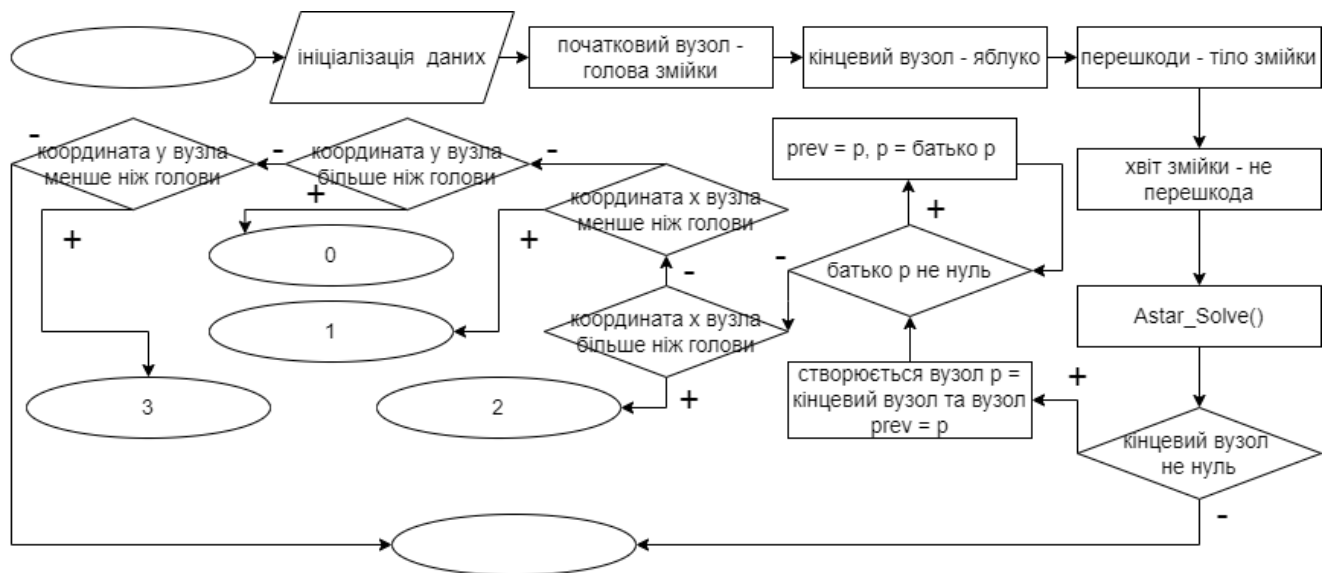 ініціалізація даних
початковий вузол -
голова змійки
кінцевий вузол - яблуко
перешкоди - тіло змійки
хвіт змійки - не
перешкода
Astar_Solve()
кінцевий вузол
не нуль
+
-
створюється вузол p =
кінцевий вузол та вузол
prev = p
батько p не нуль
+
-
prev = p, p = батько p
координата x вузла
більше ніж голови
+
-
2
координата x вузла
менше ніж голови
+
-
1
координата y вузла
більше ніж голови
+
-
0
координата y вузла
менше ніж голови
+
-
3